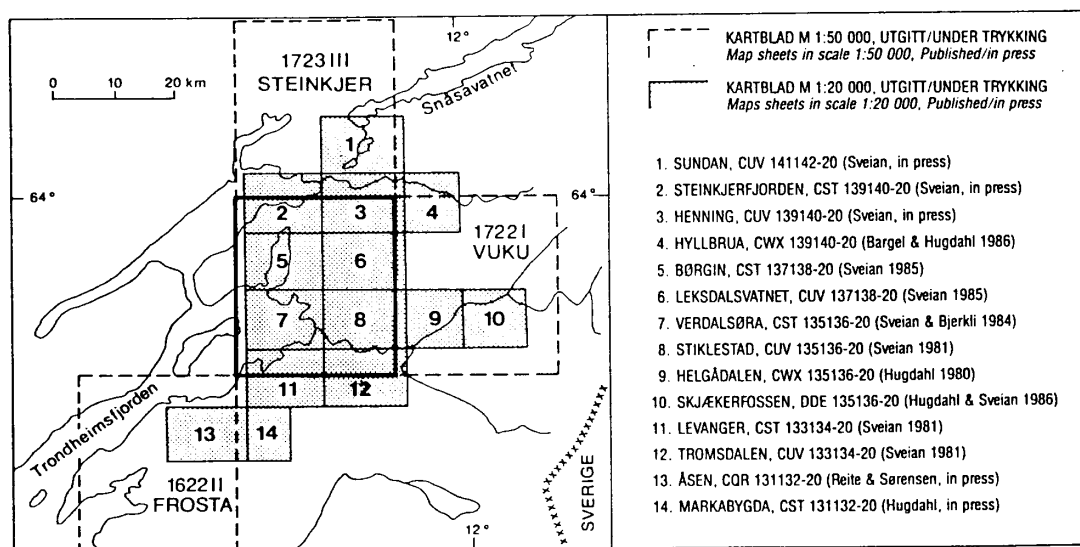 12°
1723 III
STEINKJER
0 10 20 km
Snåsavatnet
1
64°
64°
2
3
4
1722 I
VUKU
5
6
7
8
9
10
11
12
13
14
Trondheimsfjorden
1622 II
FROSTA
12°
SVERIGE
KARTBLAD M 1:50 000, UTGITT/UNDER TRYKKING
Map sheets in scale 1:50 000, Published/in press
KARTBLAD M 1:20 000, UTGITT/UNDER TRYKKING
Maps sheets in scale 1:20 000, Published/in press
1. SUNDAN, CUV 141142-20 (Sveian, in press)
2. STEINKJERFJORDEN, CST 139140-20 (Sveian, in press)
3. HENNING, CUV 139140-20 (Sveian, in press)
4. HYLLBRUA, CWX 139140-20 (Bargel & Hugdahl 1986)
5. BØRGIN, CST 137138-20 (Sveian 1985)
6. LEKSDALSVATNET, CUV 137138-20 (Sveian 1985)
7. VERDALSØRA, CST 135136-20 (Sveian & Bjerkli 1984)
8. STIKLESTAD, CUV 135136-20 (Sveian 1981)
9. HELGÅDALEN, CWX 135136-20 (Hugdahl 1980)
10. SKJÆKERFOSSEN, DDE 135136-20 (Hugdahl & Sveian 1986)
11. LEVANGER, CST 133134-20 (Sveian 1981)
12. TROMSDALEN, CUV 133134-20 (Sveian 1981)
13. ÅSEN, CQR 131132-20 (Reite & Sørensen, in press)
14. MARKABYGDA, CST 131132-20 (Hugdahl, in press)